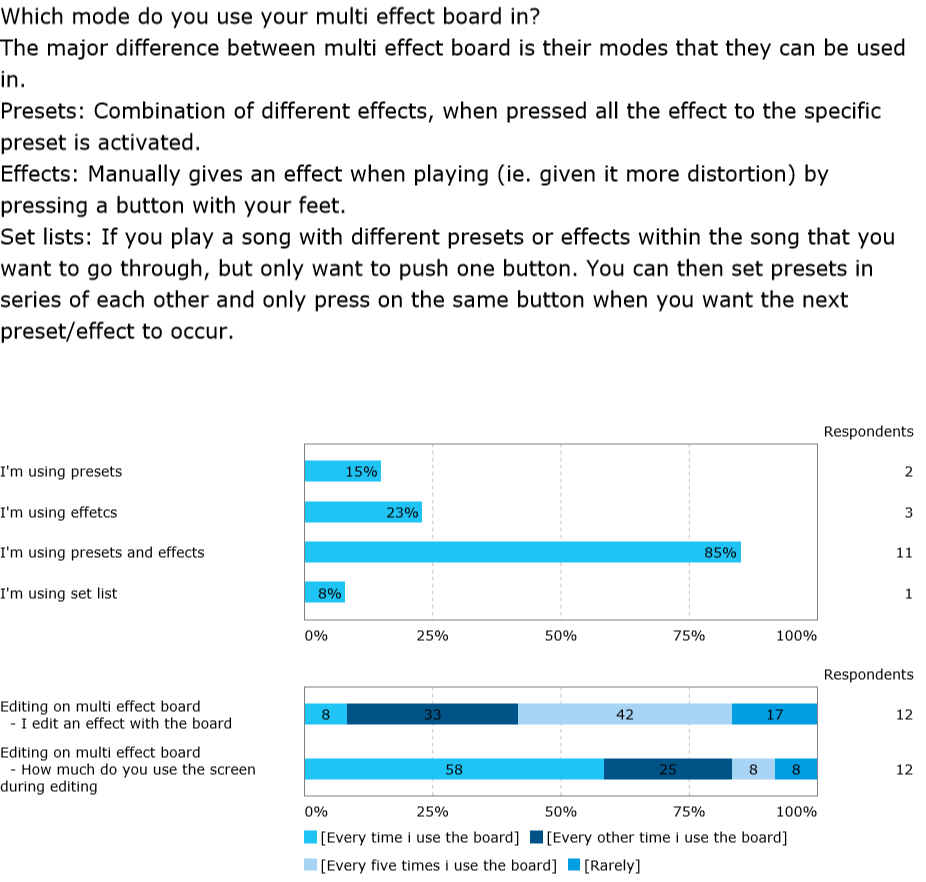 Which mode do you use your multi effect board in?
The major difference between multi effect board is their modes that they can be used
in.
Presets: Combination of different effects, when pressed all the effect to the specific
preset is activated.
Effects: Manually gives an effect when playing (ie. given it more distortion) by
pressing a button with your feet.
Set lists: If you play a song with different presets or effects within the song that you
want to go through, but only want to push one button. You can then set presets in
series of each other and only press on the same button when you want the next
preset/effect to occur.
Respondents
I'm using presets 15% 2
I'm using effetcs 23% 3
I'm using presets and effects 85% 11
I'm using set list 8% 1
0% 25% 50% 75% 100%
Respondents
Editing on multi effect board
- I edit an effect with the board 8 33 42 17 12
Editing on multi effect board
- How much do you use the screen 58 25 8 8 12
during editing
0% 25% 50% 75% 100%
[Every time i use the board] [Every other time i use the board]
[Every five times i use the board] [Rarely]